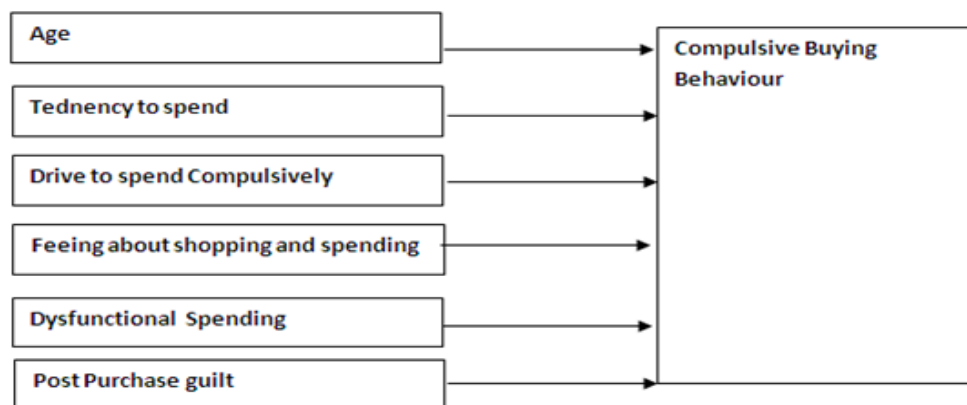 Age
Compulsive Buying
Behaviour
Tednency to spend
Drive to spend Compulsively
Feeing about shopping and spending
Dysfunctional Spending
Post Purchase guilt